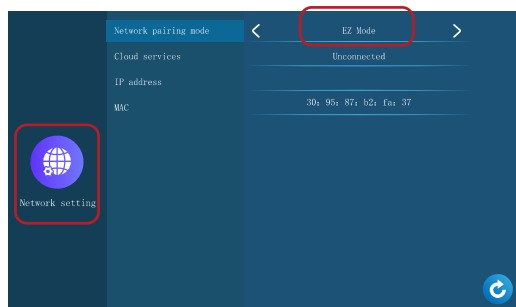 Network pairing mode
EZ Mode
Cloud services
Unconnected
IP address
MAC
30: 95: 87: b2: fa: 37
Network setting